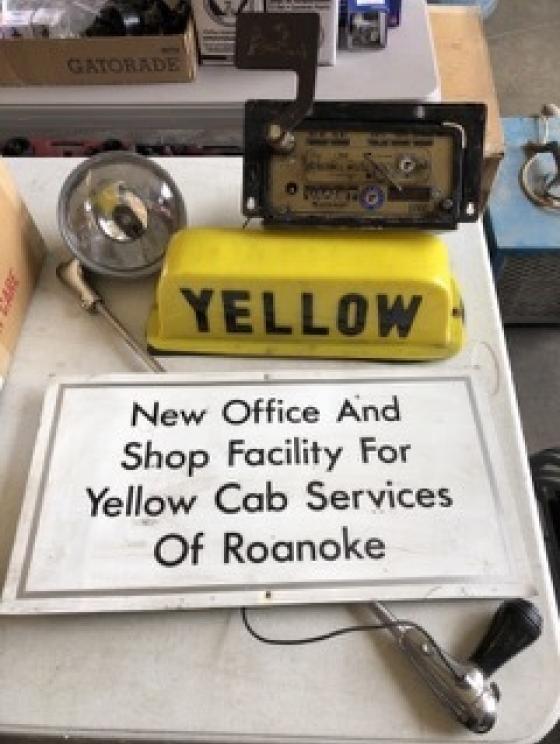 GATORADE
YELLOW
New Office And
Shop Facility For
Yellow Cab Services
Of Roanoke